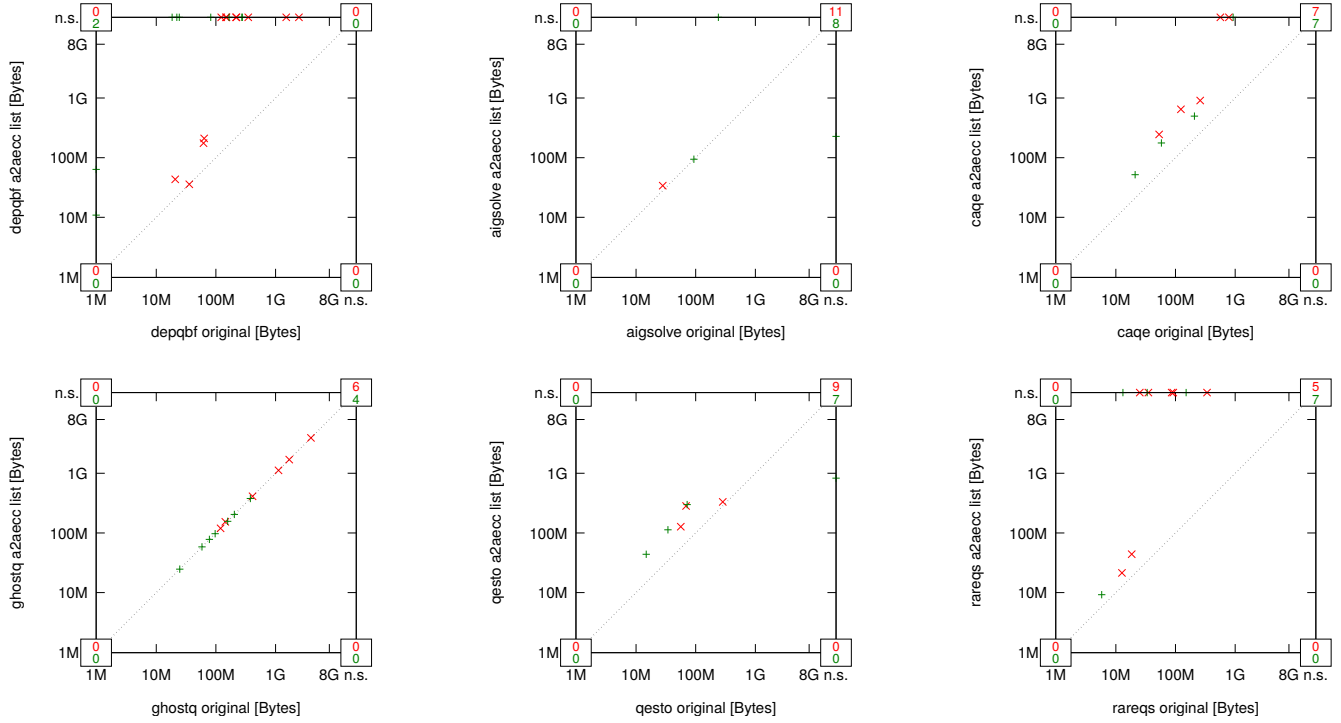 n.s.
0
2
0
0
8G
1G
100M
10M
1M
0
0
0
0
1M
10M
100M
1G
8G n.s.
depqbf a2aecc list [Bytes]
depqbf original [Bytes]
n.s.
0
0
11
8
8G
1G
100M
10M
1M
0
0
0
0
1M
10M
100M
1G
8G n.s.
aigsolve a2aecc list [Bytes]
aigsolve original [Bytes]
n.s.
0
0
7
7
8G
1G
100M
10M
1M
0
0
0
0
1M
10M
100M
1G
8G n.s.
caqe a2aecc list [Bytes]
caqe original [Bytes]
n.s.
0
0
6
4
8G
1G
100M
10M
1M
0
0
0
0
1M
10M
100M
1G
8G n.s.
ghostq a2aecc list [Bytes]
ghostq original [Bytes]
n.s.
0
0
9
7
8G
1G
100M
10M
1M
0
0
0
0
1M
10M
100M
1G
8G n.s.
qesto a2aecc list [Bytes]
qesto original [Bytes]
n.s.
0
0
5
7
8G
1G
100M
10M
1M
0
0
0
0
1M
10M
100M
1G
8G n.s.
rareqs a2aecc list [Bytes]
rareqs original [Bytes]